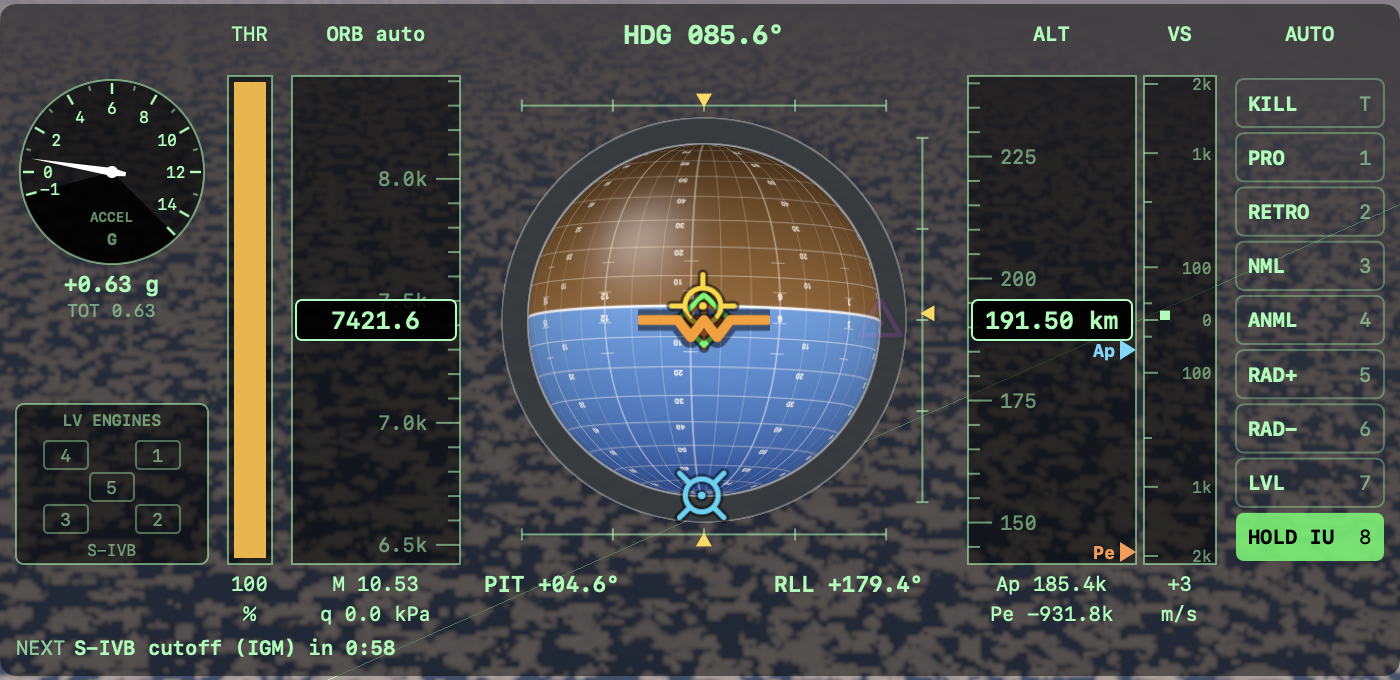 THR
ORB auto
HDG 085.6°
ALT
VS
AUTO
-1
0
2
4
6
8
10
12
14
ACCEL
G
+0.63 g
TOT 0.63
LV ENGINES
4
1
5
3
2
S-IVB
100
%
8.0k
7421.6
7.0k
6.5k
M 10.53
q 0.0 kPa
PIT +04.6°
RLL +179.4°
225
200
191.50 km
Ap
175
150
Pe
Ap 185.4k
Pe −931.8k
2k
1k
100
0
100
1k
2k
+3
m/s
KILL T
PRO 1
RETRO 2
NML 3
ANML 4
RAD+ 5
RAD− 6
LVL 7
HOLD IU 8
NEXT S-IVB cutoff (IGM) in 0:58